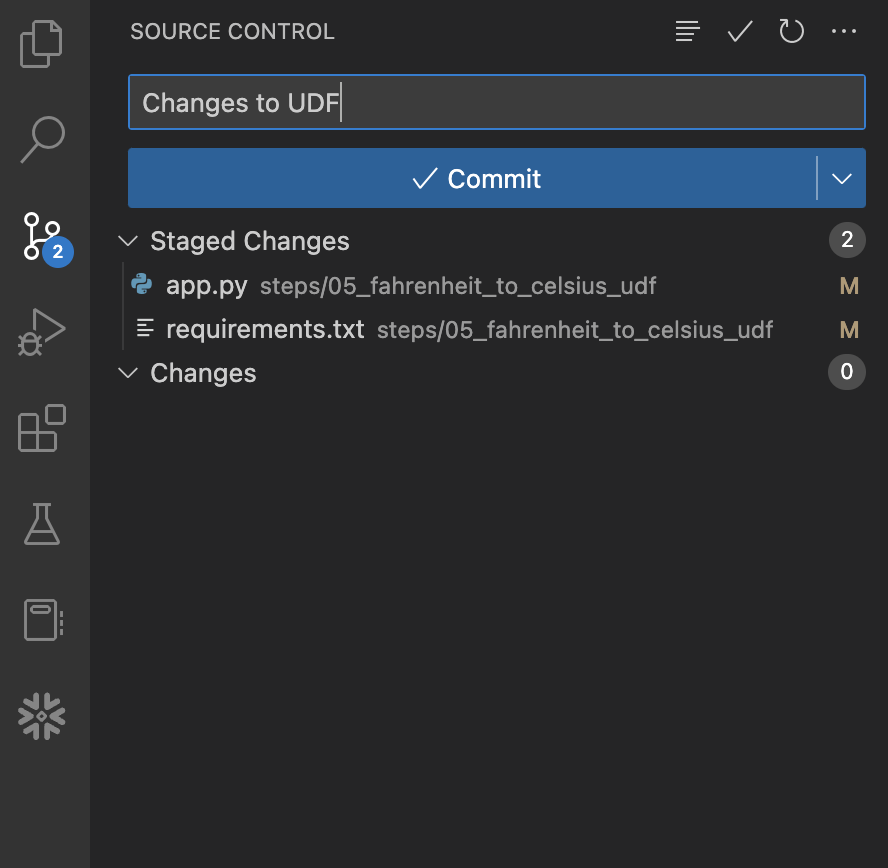 SOURCE CONTROL
Changes to UDF
Commit
2
Staged Changes 2
app.py steps/05_fahrenheit_to_celsius_udf M
requirements.txt steps/05_fahrenheit_to_celsius_udf M
Changes 0